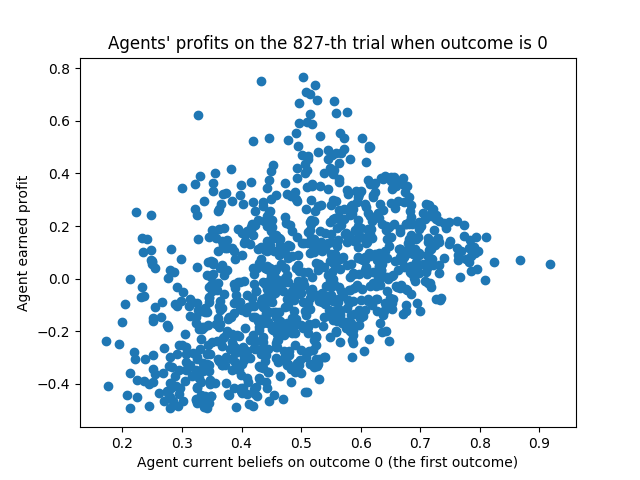 Agents' profits on the 827-th trial when outcome is 0
0.8
0.6
0.4
0.2
0.0
−0.2
−0.4
Agent earned profit
0.2 0.3 0.4 0.5 0.6 0.7 0.8 0.9
Agent current beliefs on outcome 0 (the first outcome)